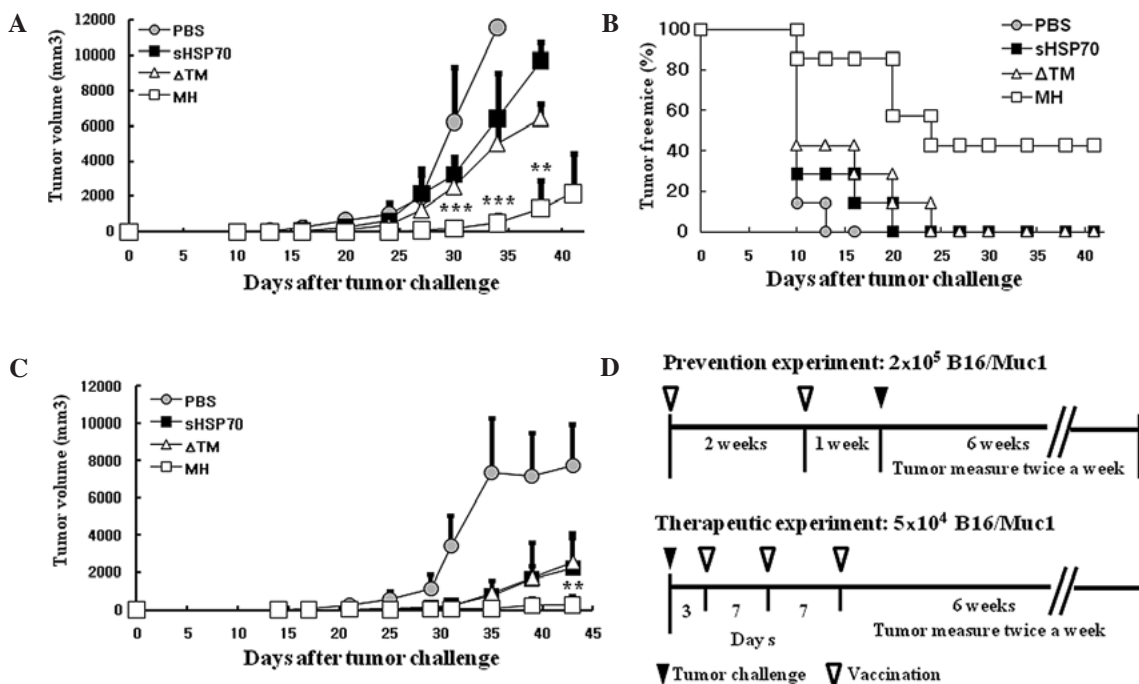 A
Tumor volume (mm3)
12000
10000
8000
6000
4000
2000
0
PBS
sHSP70
ΔTM
MH
***
***
**
0 5 10 15 20 25 30 35 40
Days after tumor challenge
B
Tumor free mice (%)
100
80
60
40
20
0
PBS
sHSP70
ΔTM
MH
0 5 10 15 20 25 30 35 40
Days after tumor challenge
C
Tumor volume (mm3)
12000
10000
8000
6000
4000
2000
0
PBS
sHSP70
ΔTM
MH
**
0 5 10 15 20 25 30 35 40 45
Days after tumor challenge
D
Prevention experiment: 2x10⁵ B16/Muc1
2 weeks 1 week 6 weeks
Tumor measure twice a week
Therapeutic experiment: 5x10⁴ B16/Muc1
3 7 7 6 weeks
Days Tumor measure twice a week
Tumor challenge Vaccination